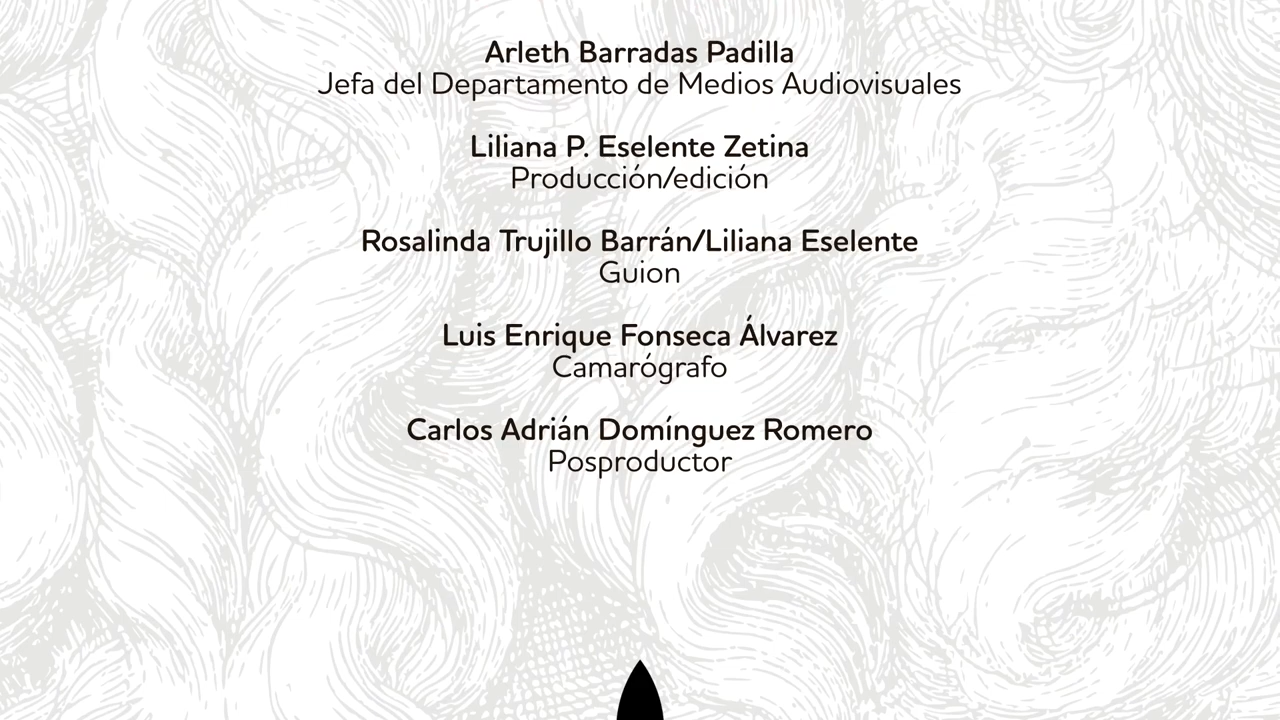 Arleth Barradas Padilla
Jefa del Departamento de Medios Audiovisuales
Liliana P. Eselente Zetina
Producción/edición
Rosalinda Trujillo Barrán/Liliana Eselente
Guion
Luis Enrique Fonseca Álvarez
Camarógrafo
Carlos Adrián Domínguez Romero
Posproductor